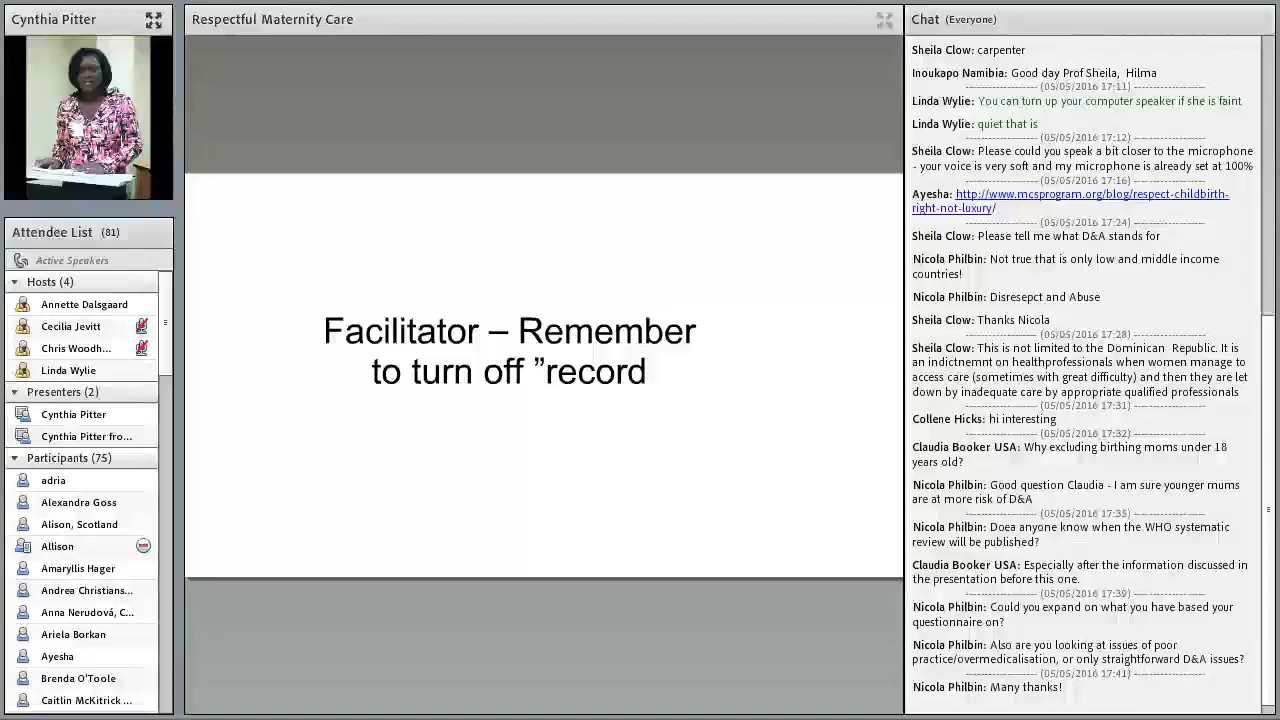 Cynthia Pitter
Attendee List (81)
Active Speakers
Hosts (4)
Annette Dalsgaard
Cecilia Jevitt
Chris Woodh...
Linda Wylie
Presenters (2)
Cynthia Pitter
Cynthia Pitter fro...
Participants (75)
adria
Alexandra Goss
Alison, Scotland
Allison
Amaryllis Hager
Andrea Christians...
Anna Nerudová, C...
Ariela Borkan
Ayesha
Brenda O'Toole
Caitlin McKitrick ...
Respectful Maternity Care
Facilitator – Remember
to turn off ”record
Chat (Everyone)
Sheila Clow: carpenter
Inoukapo Namibia: Good day Prof Sheila, Hilma
(05/05/2016 17:11)
Linda Wylie: You can turn up your computer speaker if she is faint
Linda Wylie: quiet that is
(05/05/2016 17:12)
Sheila Clow: Please could you speak a bit closer to the microphone
- your voice is very soft and my microphone is already set at 100%
(05/05/2016 17:16)
Ayesha: http://www.mcsprogram.org/blog/respect-childbirth-
right-not-luxury/
(05/05/2016 17:24)
Sheila Clow: Please tell me what D&A stands for
Nicola Philbin: Not true that is only low and middle income
countries!
Nicola Philbin: Disresepct and Abuse
Sheila Clow: Thanks Nicola
(05/05/2016 17:28)
Sheila Clow: This is not limited to the Dominican Republic. It is
an indictnemnt on healthprofessionals when women manage to
access care (sometimes with great difficulty) and then they are let
down by inadequate care by appropriate qualified professionals
(05/05/2016 17:31)
Collene Hicks: hi interesting
(05/05/2016 17:32)
Claudia Booker USA: Why excluding birthing moms under 18
years old?
Nicola Philbin: Good question Claudia - I am sure younger mums
are at more risk of D&A
(05/05/2016 17:35)
Nicola Philbin: Doea anyone know when the WHO systematic
review will be published?
Claudia Booker USA: Especially after the information discussed in
the presentation before this one.
(05/05/2016 17:39)
Nicola Philbin: Could you expand on what you have based your
questionnaire on?
Nicola Philbin: Also are you looking at issues of poor
practice/overmedicalisation, or only straightforward D&A issues?
(05/05/2016 17:41)
Nicola Philbin: Many thanks!